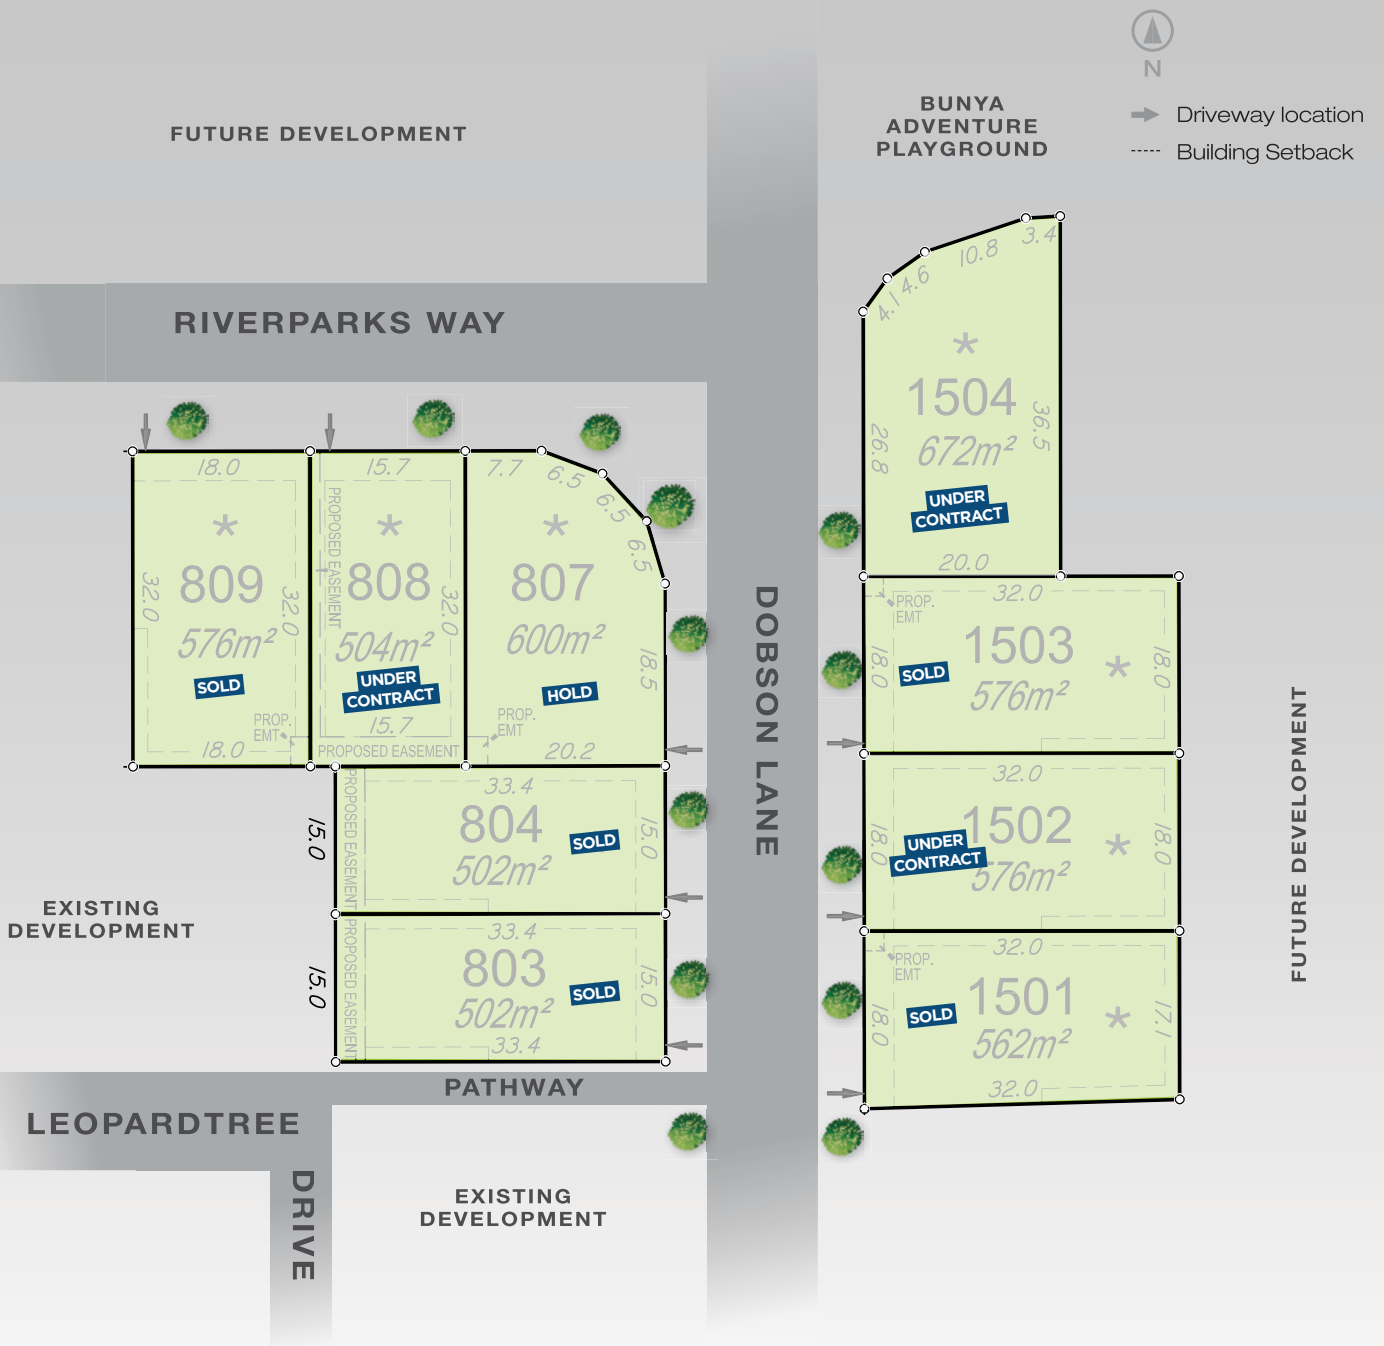 N
Driveway location
Building Setback
FUTURE DEVELOPMENT
BUNYA
ADVENTURE
PLAYGROUND
RIVERPARKS WAY
DOBSON LANE
4.1
4.6
10.8
3.4
*
1504
672m²
26.8
36.5
UNDER
CONTRACT
20.0
18.0
*
809
576m²
32.0
32.0
SOLD
PROP.
EMT
18.0
15.7
PROPOSED EASEMENT
*
808
504m²
32.0
UNDER
CONTRACT
15.7
PROPOSED EASEMENT
7.7
6.5
6.5
6.5
*
807
600m²
18.5
HOLD
PROP.
EMT
20.2
32.0
PROP.
EMT
1503
*
576m²
18.0
18.0
SOLD
32.0
1502
*
576m²
18.0
18.0
UNDER
CONTRACT
32.0
PROP.
EMT
1501
*
562m²
18.0
17.1
SOLD
32.0
33.4
PROPOSED EASEMENT
804
502m²
15.0
15.0
SOLD
33.4
PROPOSED EASEMENT
803
502m²
15.0
15.0
SOLD
33.4
EXISTING
DEVELOPMENT
FUTURE DEVELOPMENT
PATHWAY
LEOPARDTREE
DRIVE
EXISTING
DEVELOPMENT